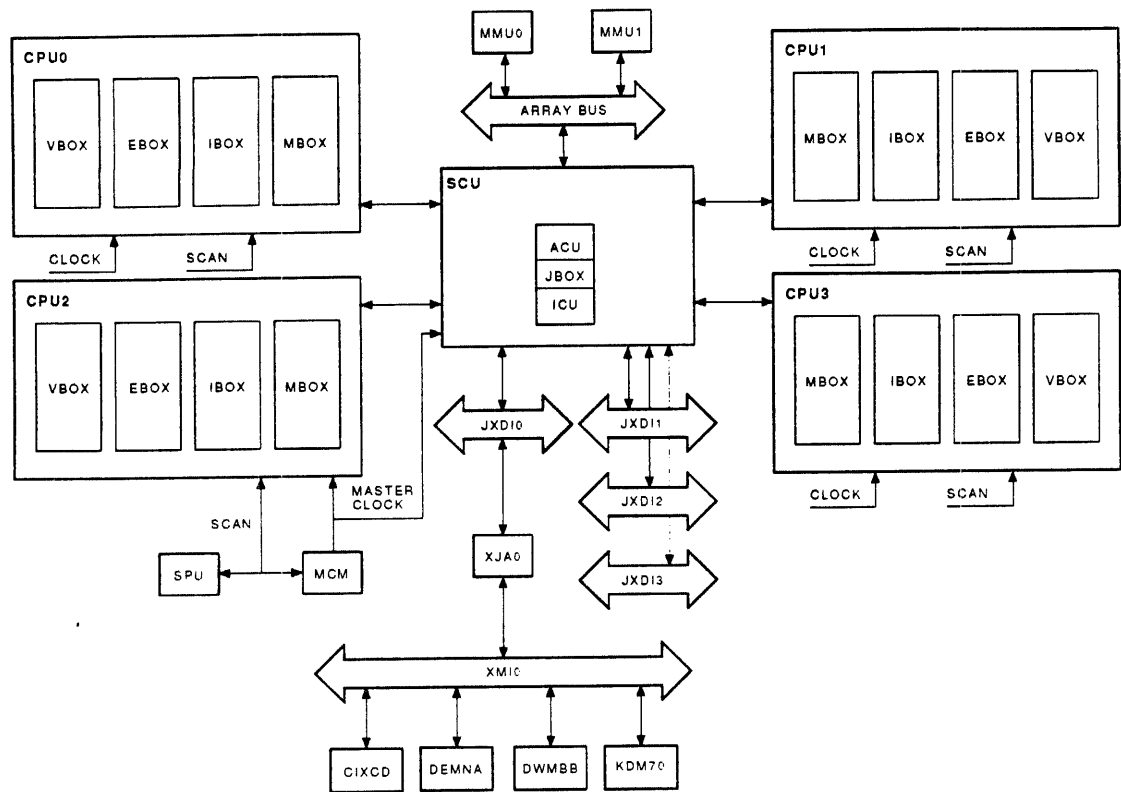 MMU0
MMU1
CPU0
CPU1
ARRAY BUS
VBOX
EBOX
IBOX
MBOX
MBOX
IBOX
EBOX
VBOX
SCU
ACU
JBOX
ICU
CLOCK
SCAN
CLOCK
SCAN
CPU2
CPU3
VBOX
EBOX
IBOX
MBOX
MBOX
IBOX
EBOX
VBOX
JXDI0
JXDI1
MASTER
CLOCK
CLOCK
SCAN
JXDI2
SCAN
XJA0
SPU
MCM
JXDI3
XMI0
CIXCD
DEMNA
DWMBB
KDM70